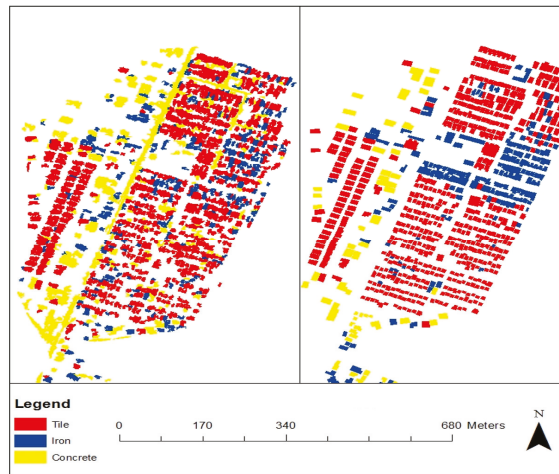 Legend
Tile
Iron
Concrete
0 170 340 680 Meters
N